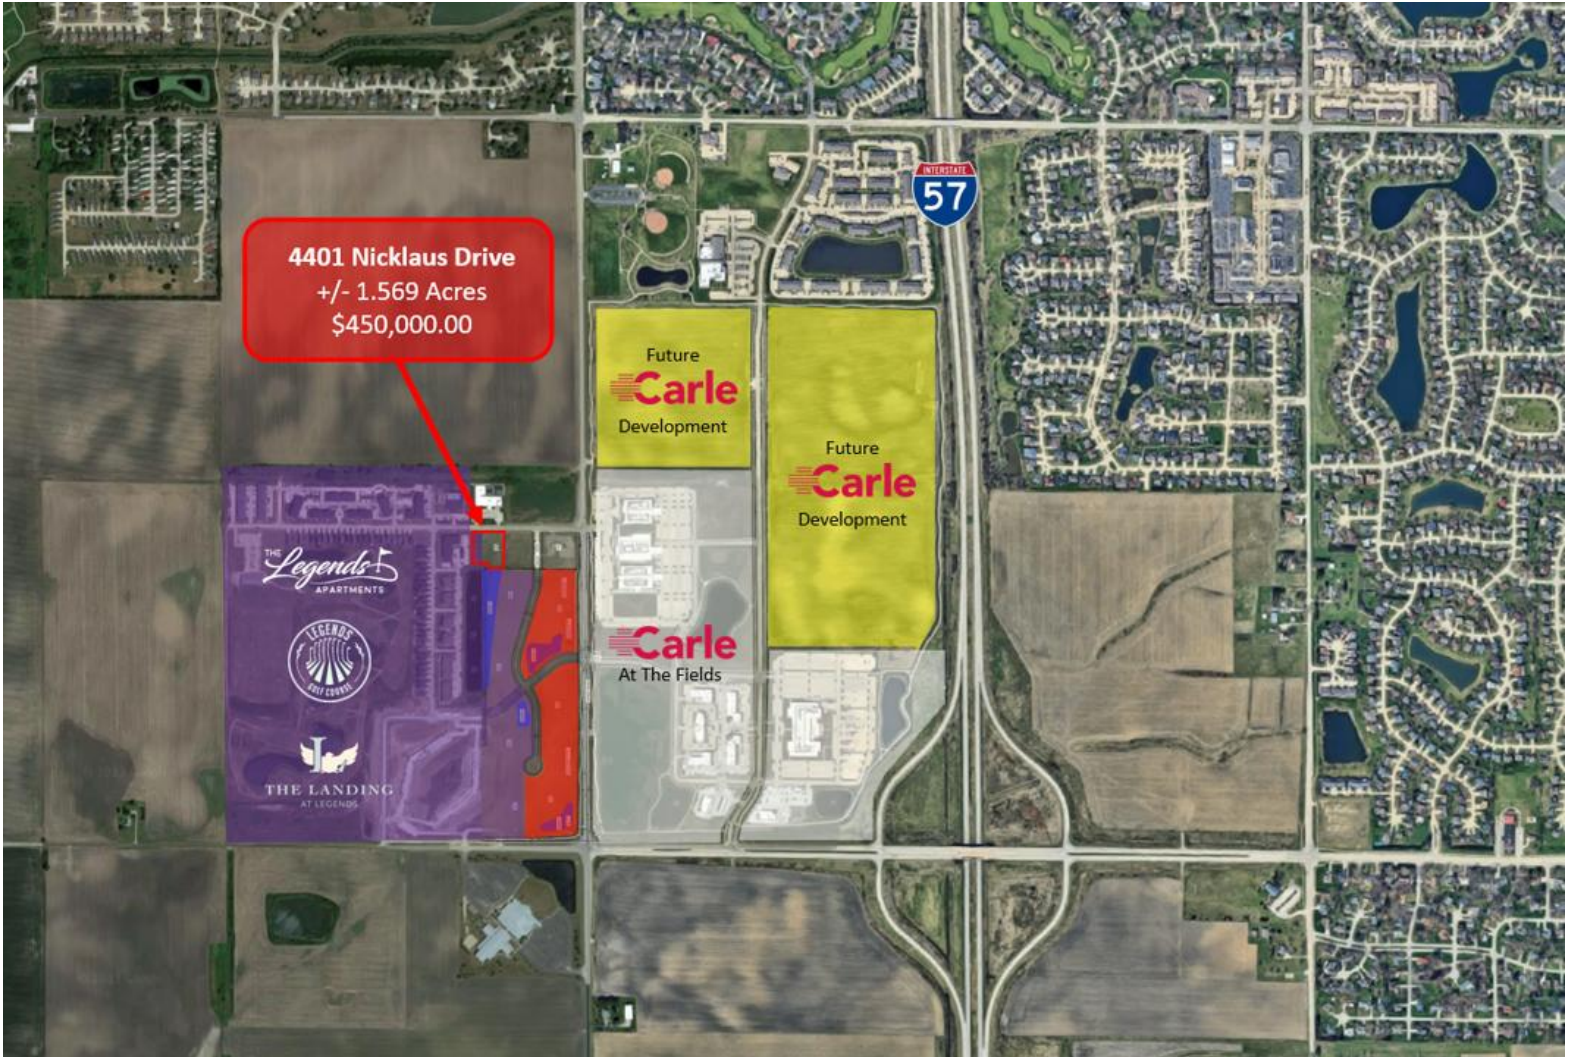 4401 Nicklaus Drive
+/- 1.569 Acres
$450,000.00
INTERSTATE
57
Future
Carle
Development
Future
Carle
Development
THE
Legends
APARTMENTS
LEGENDS
GOLF COURSE
Carle
At The Fields
L
THE LANDING
AT LEGENDS